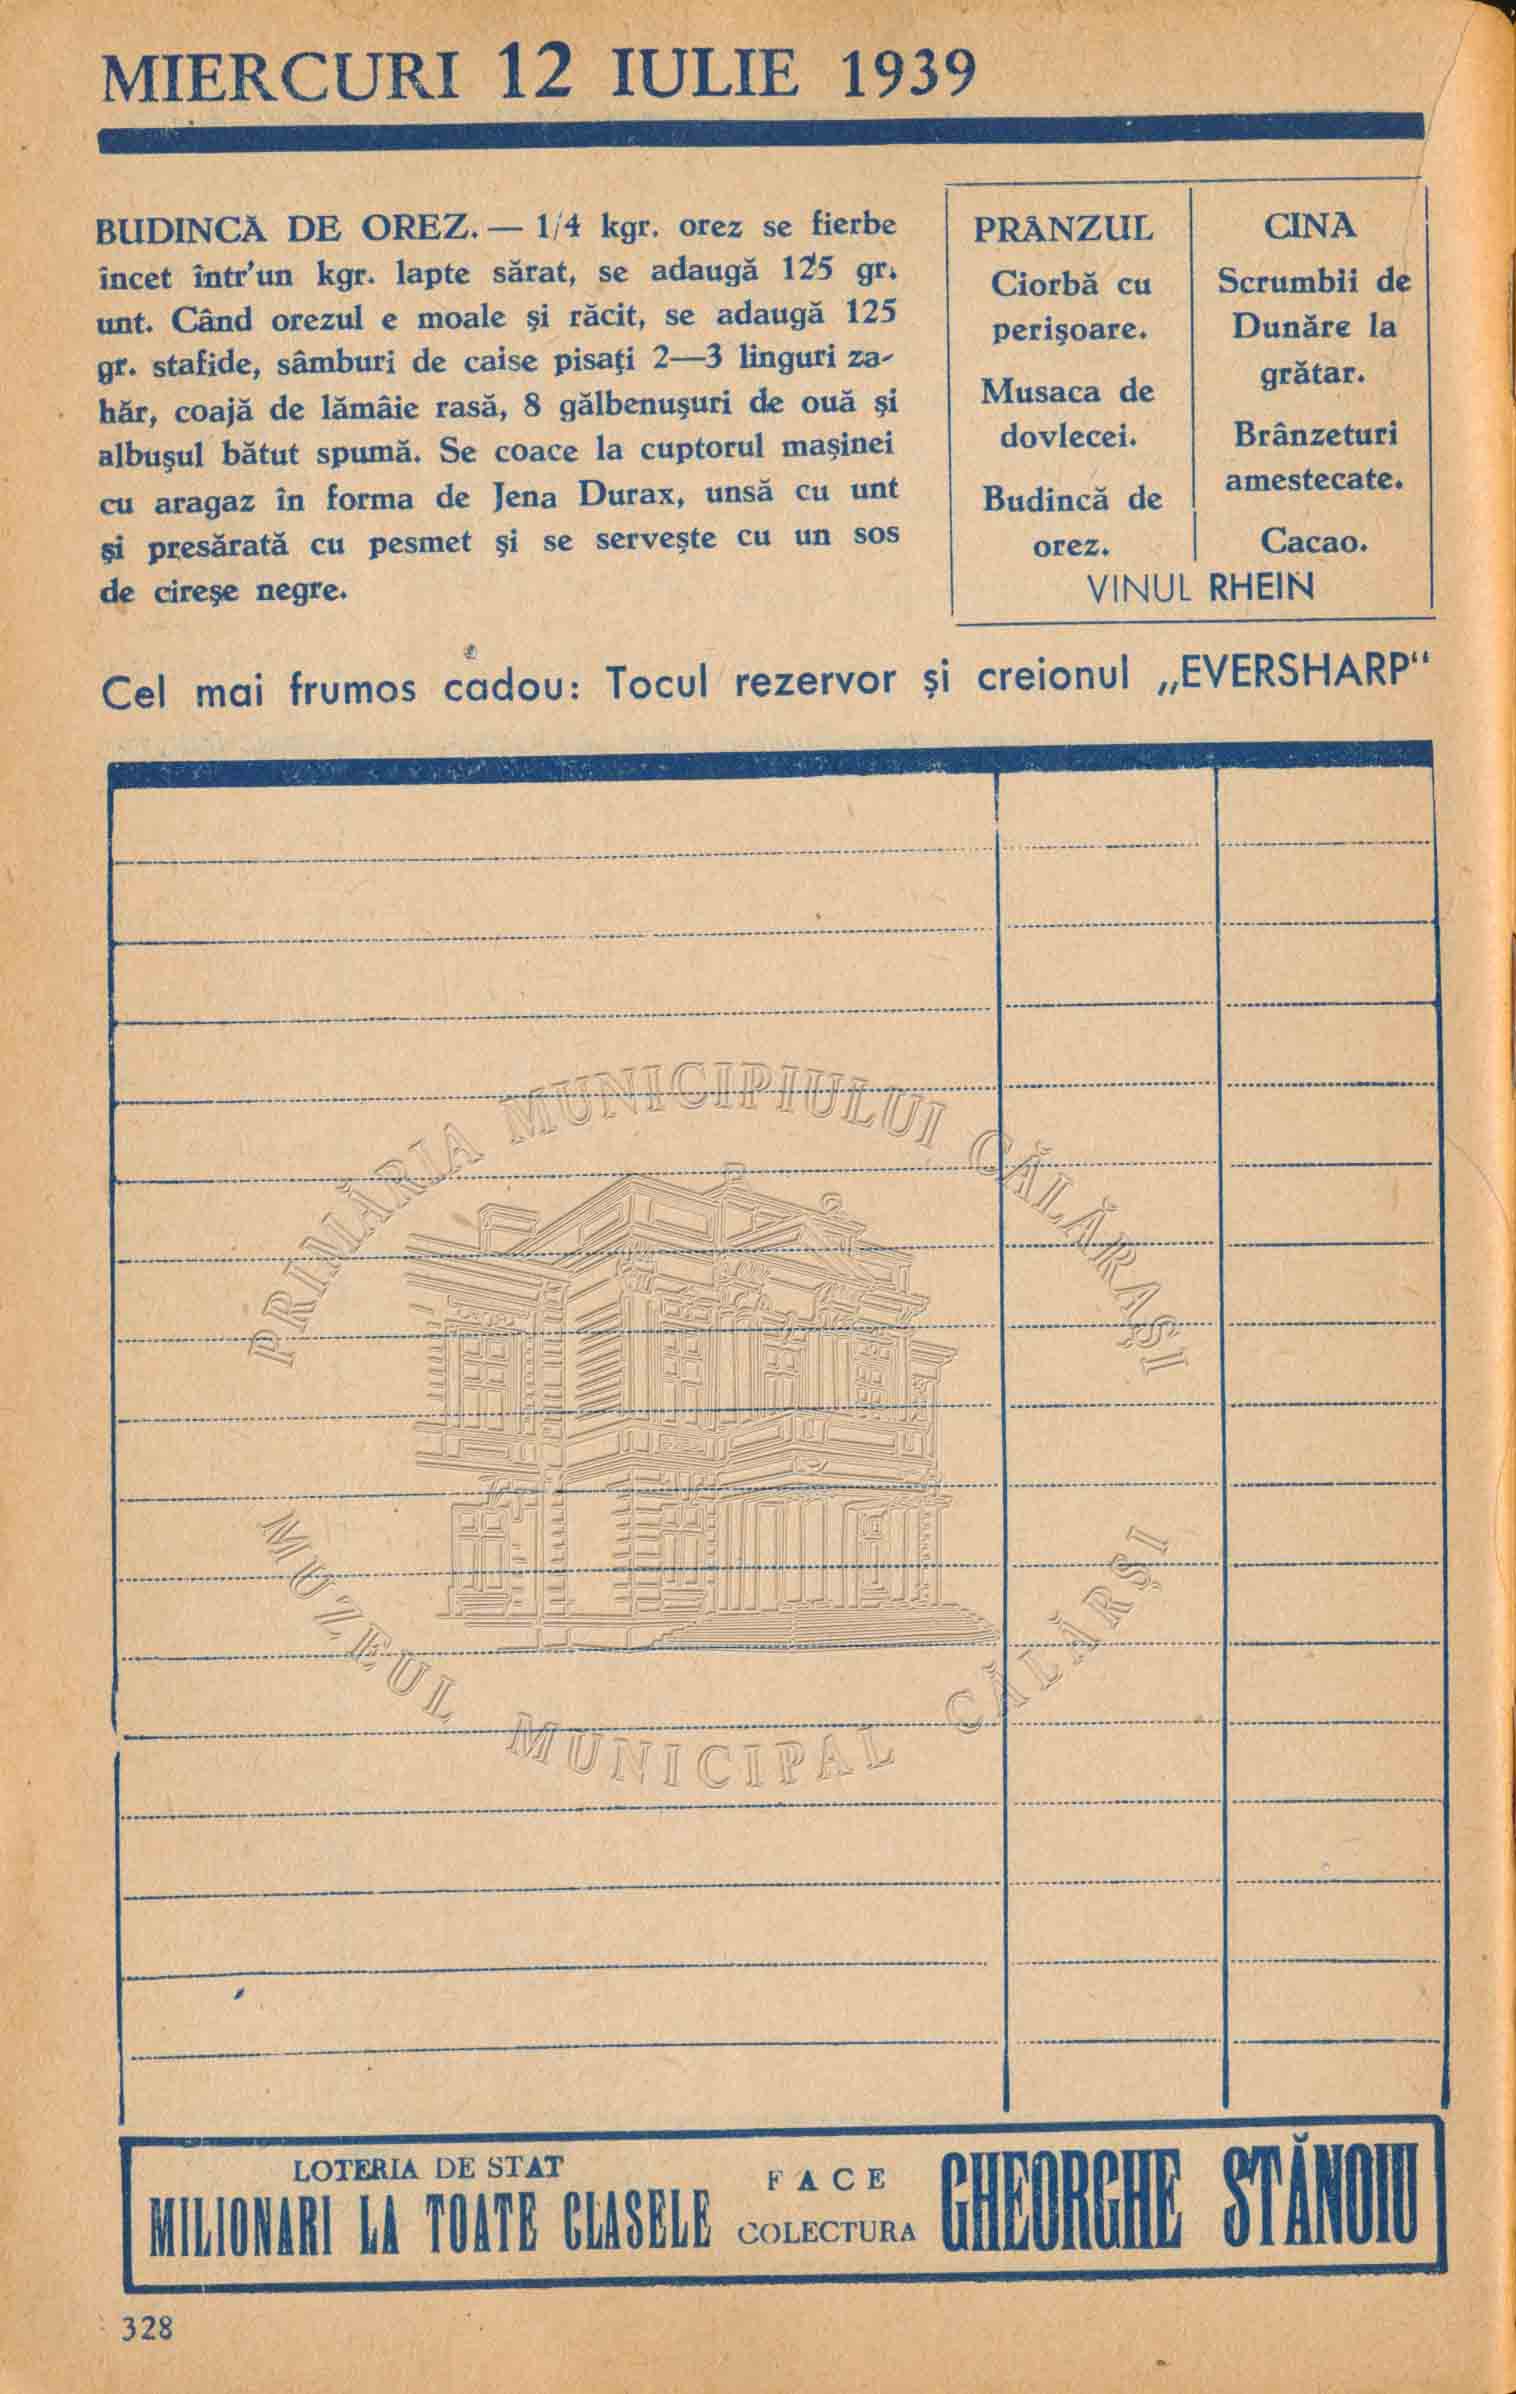 MIERCURI 12 IULIE 1939
BUDINCĂ DE OREZ. — 1/4 kgr. orez se fierbe
încet într'un kgr. lapte sărat, se adaugă 125 gr.
unt. Când orezul e moale şi răcit, se adaugă 125
gr. stafide, sâmburi de caise pisaţi 2—3 linguri za-
hăr, coajă de lămâie rasă, 8 gălbenuşuri de ouă şi
albuşul bătut spumă. Se coace la cuptorul maşinei
cu aragaz în forma de Jena Durax, unsă cu unt
şi presărată cu pesmet şi se serveşte cu un sos
de cireşe negre.
PRÂNZUL
Ciorbă cu
perişoare.
Musaca de
dovlecei.
Budincă de
orez.
CINA
Scrumbii de
Dunăre la
grătar.
Brânzeturi
amestecate.
Cacao.
VINUL RHEIN
Cel mai frumos cadou: Tocul rezervor şi creionul „EVERSHARP“
PRIMĂRIA MUNICIPIULUI CĂLĂRAŞI
MUZEUL MUNICIPAL CĂLĂRŞI
LOTERIA DE STAT
MILIONARI LA TOATE CLASELE
FACE
COLECTURA
GHEORGHE STĂNOIU
328